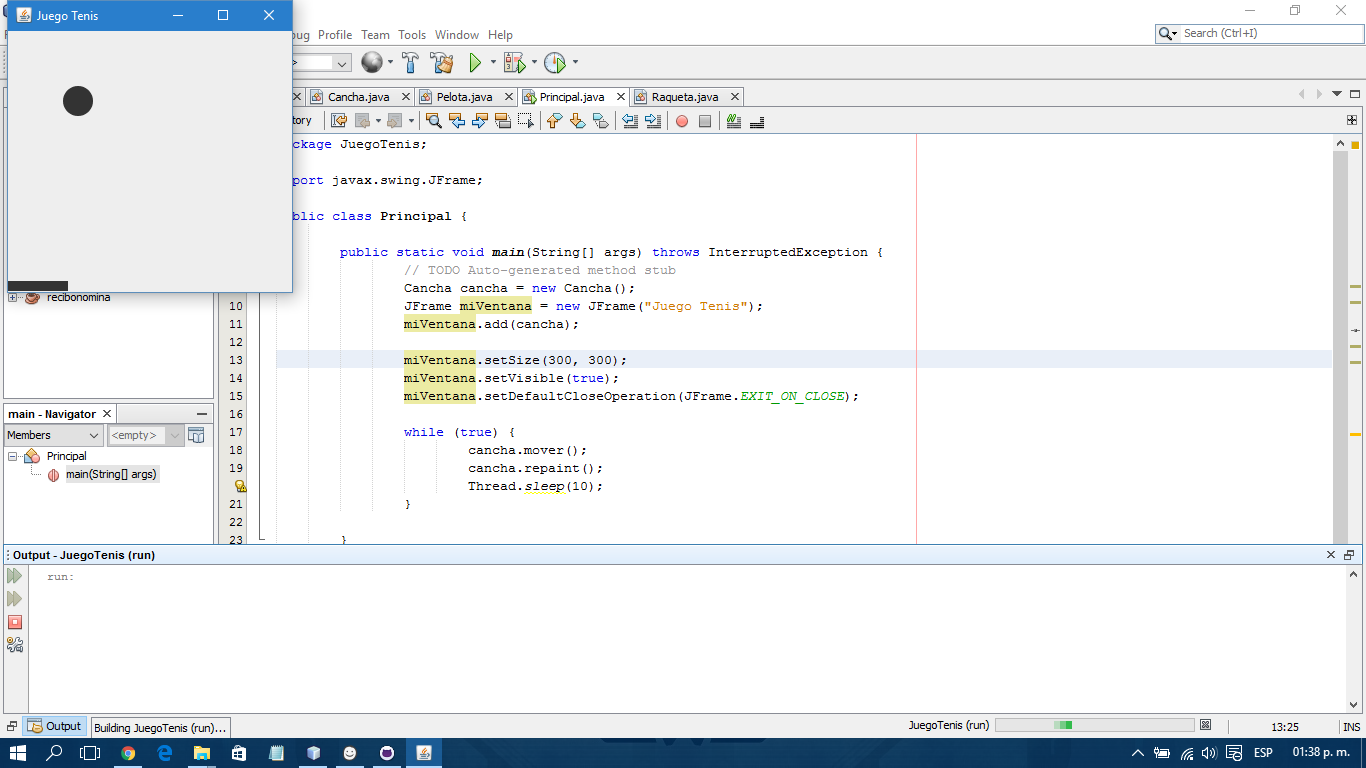 Juego Tenis
ug Profile Team Tools Window Help
Search (Ctrl+I)
Cancha.java Pelota.java Principal.java Raqueta.java
tory
ckage JuegoTenis;
port javax.swing.JFrame;
blic class Principal {
public static void main(String[] args) throws InterruptedException {
// TODO Auto-generated method stub
Cancha cancha = new Cancha();
recibonomina
10 JFrame miVentana = new JFrame("Juego Tenis");
11 miVentana.add(cancha);
12
13 miVentana.setSize(300, 300);
14 miVentana.setVisible(true);
15 miVentana.setDefaultCloseOperation(JFrame.EXIT_ON_CLOSE);
16
17 while (true) {
18 cancha.mover();
19 cancha.repaint();
Thread.sleep(10);
21 }
22
23 }
main - Navigator
Members <empty>
Principal
main(String[] args)
Output - JuegoTenis (run)
run:
Output Building JuegoTenis (run)... JuegoTenis (run) 13:25 INS
ESP 01:38 p. m.